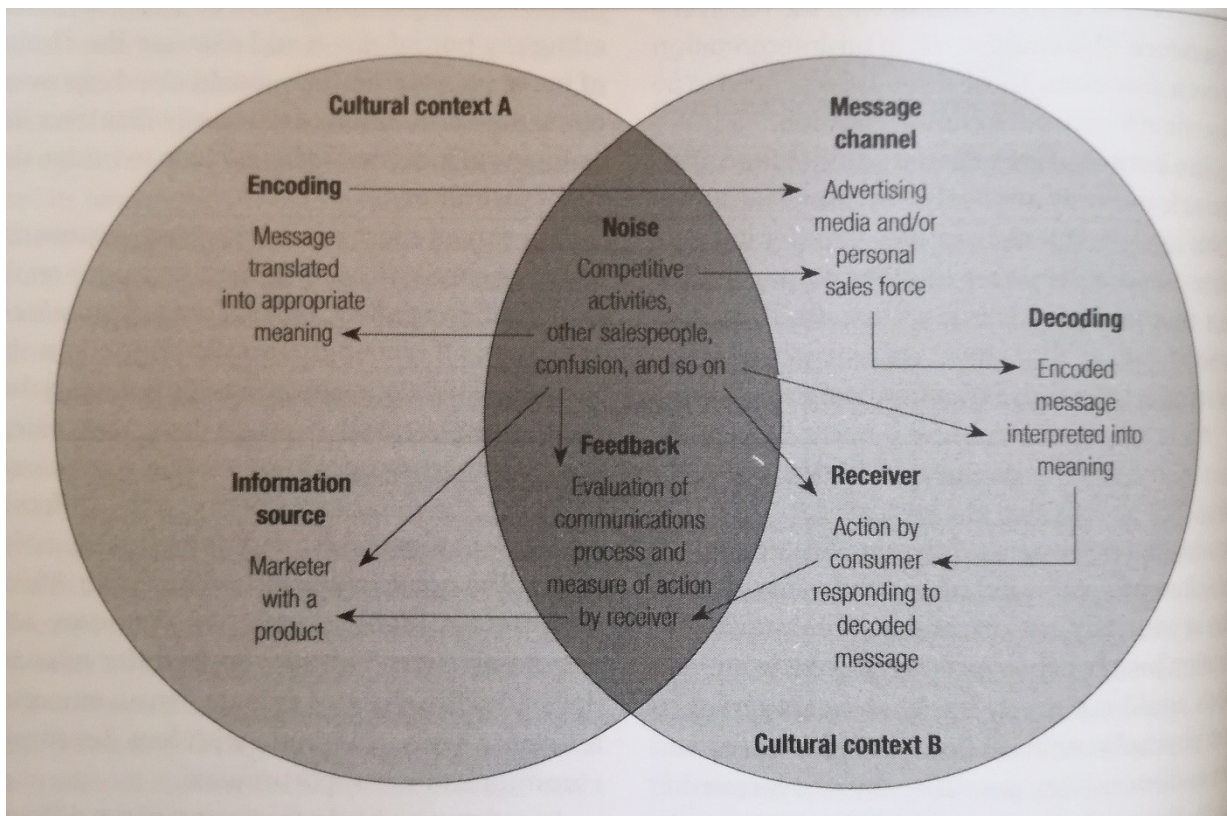 Cultural context A
Encoding
Message
translated
into appropriate
meaning
Information
source
Marketer
with a
product
Noise
Competitive
activities,
other salespeople,
confusion, and so on
Feedback
Evaluation of
communications
process and
measure of action
by receiver
Message
channel
Advertising
media and/or
personal
sales force
Decoding
Encoded
message
interpreted into
meaning
Receiver
Action by
consumer
responding to
decoded
message
Cultural context B